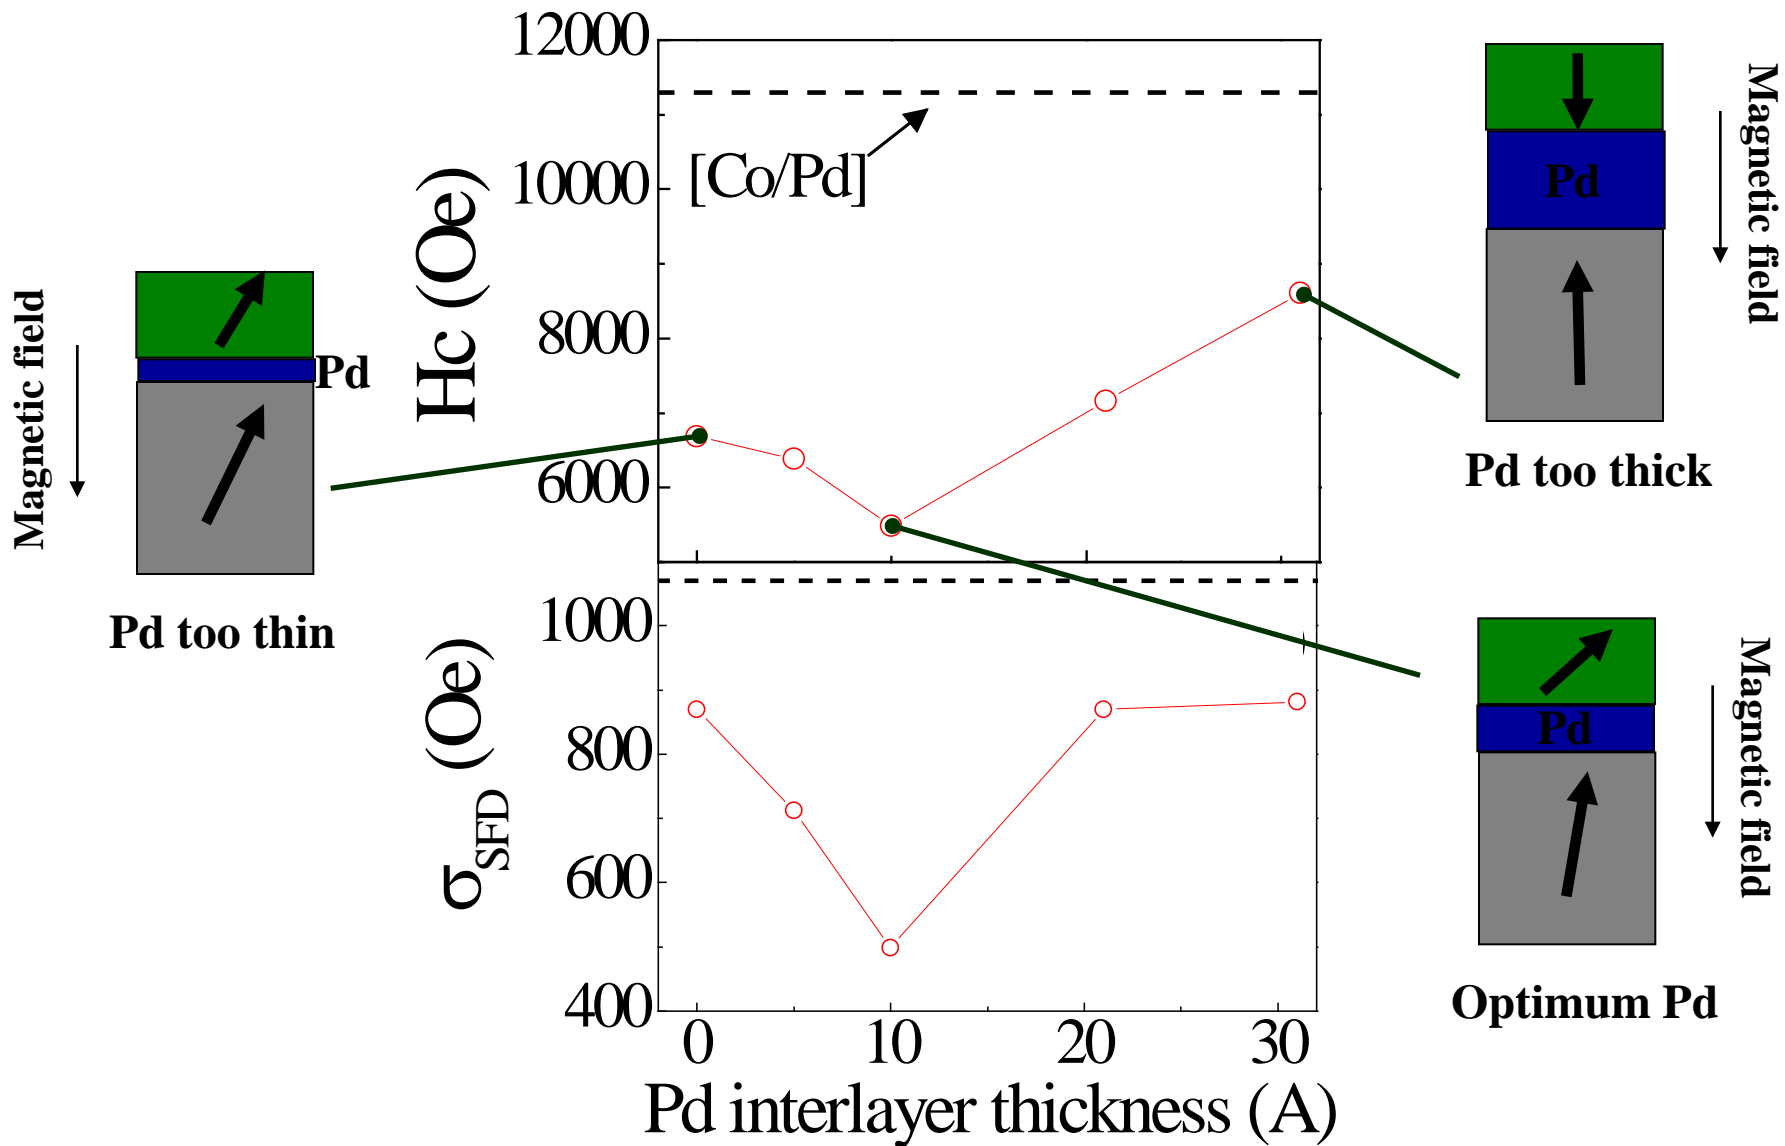 12000
10000
8000
6000
Hc (Oe)
[Co/Pd]
1000
800
600
400
σSFD (Oe)
0 10 20 30
Pd interlayer thickness (A)
Magnetic field
Pd
Pd too thin
Pd
Magnetic field
Pd too thick
Pd
Magnetic field
Optimum Pd